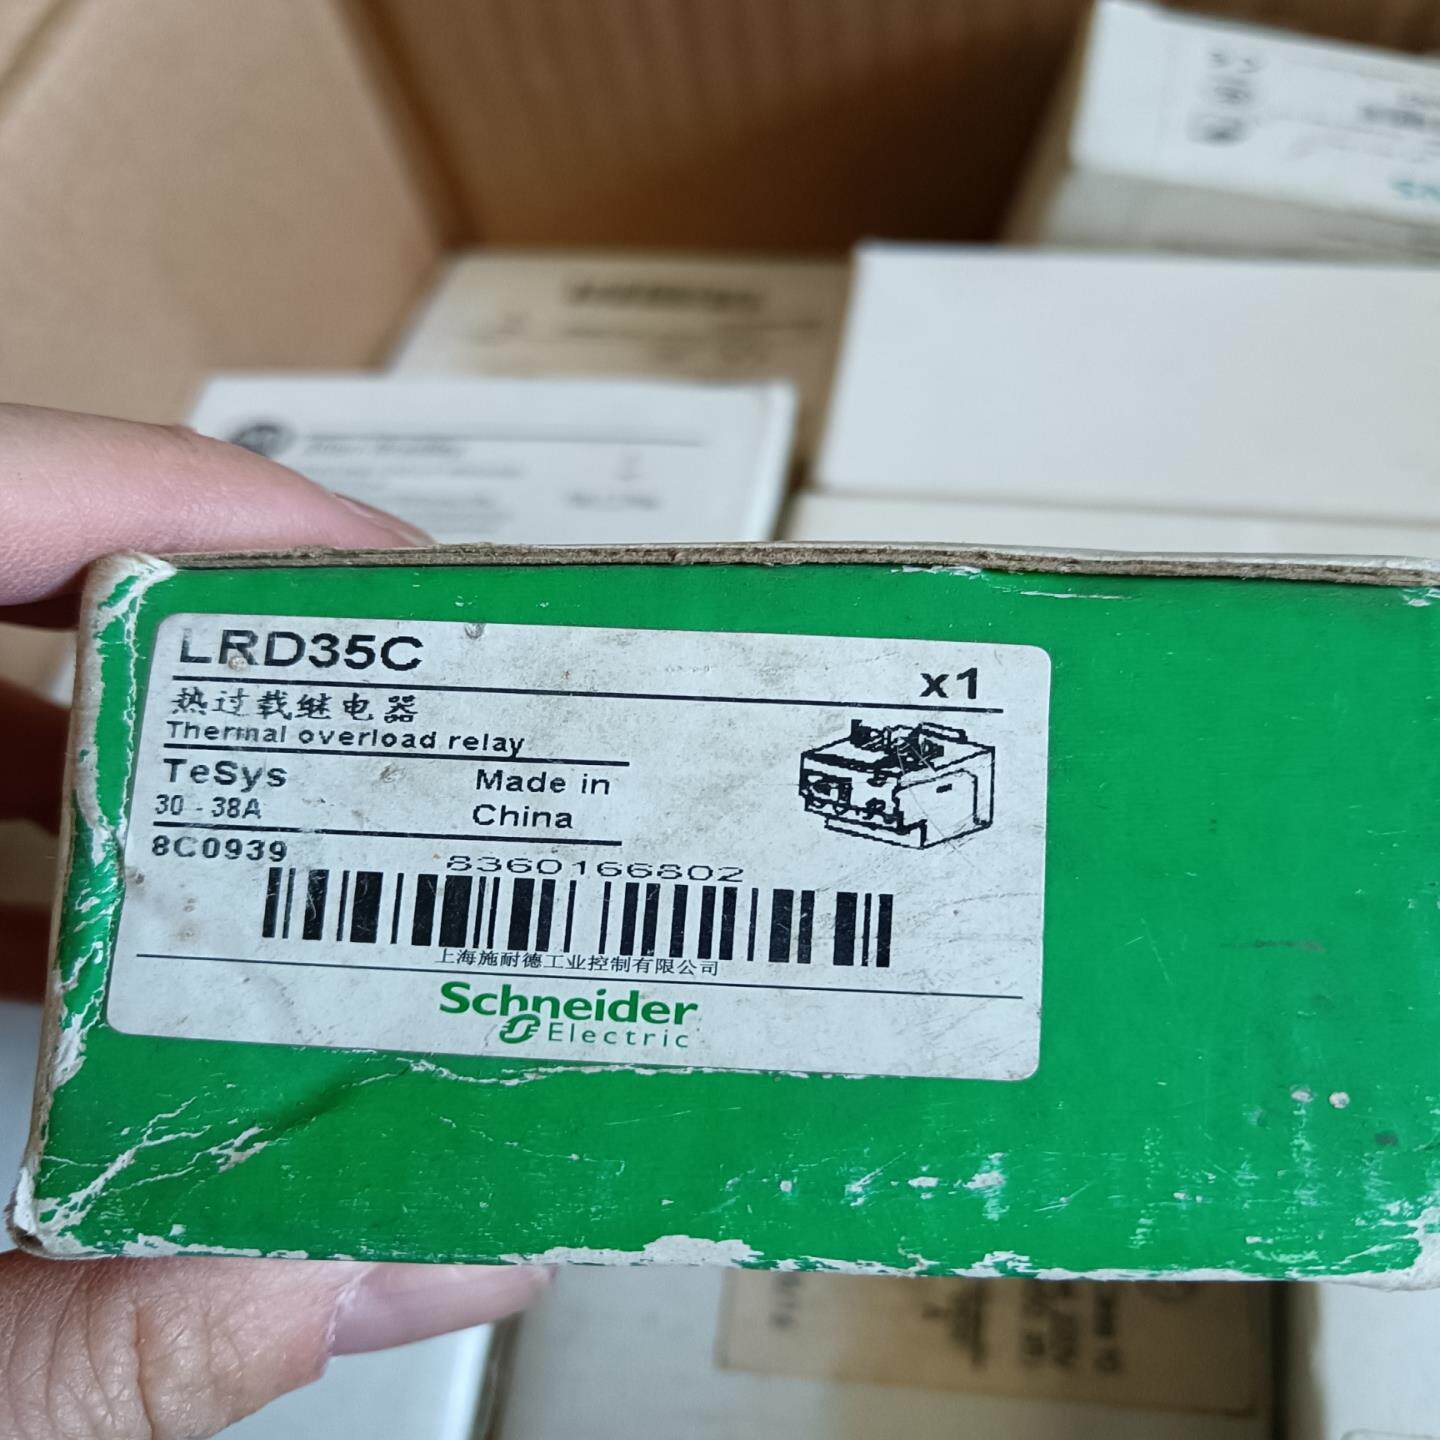 LRD35C
x1
热过载继电器
Thermal overload relay
TeSys
Made in
China
30 - 38A
8C0939
8360166802
上海施耐德工业控制有限公司
Schneider
Electric